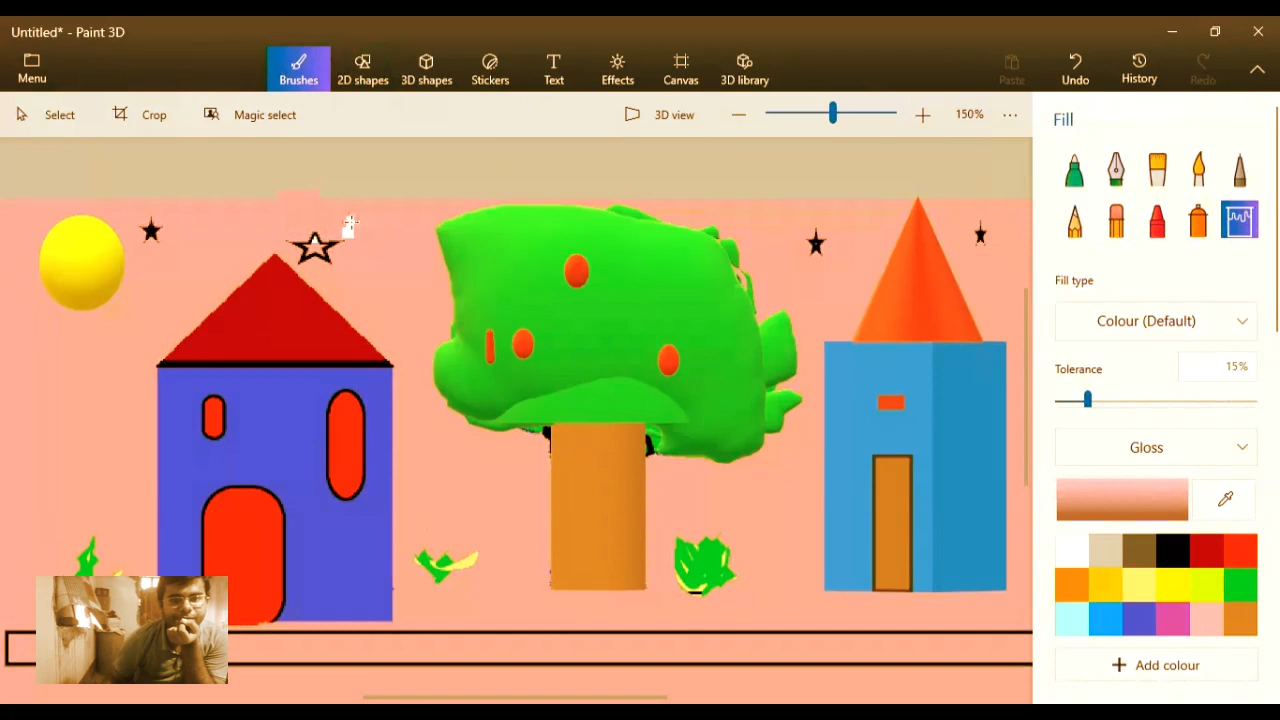 Untitled* - Paint 3D
Menu
Brushes
2D shapes
3D shapes
Stickers
Text
Effects
Canvas
3D library
Paste
Undo
History
Redo
Select
Crop
Magic select
3D view
150%
Fill
Fill type
Colour (Default)
Tolerance
15%
Gloss
Add colour